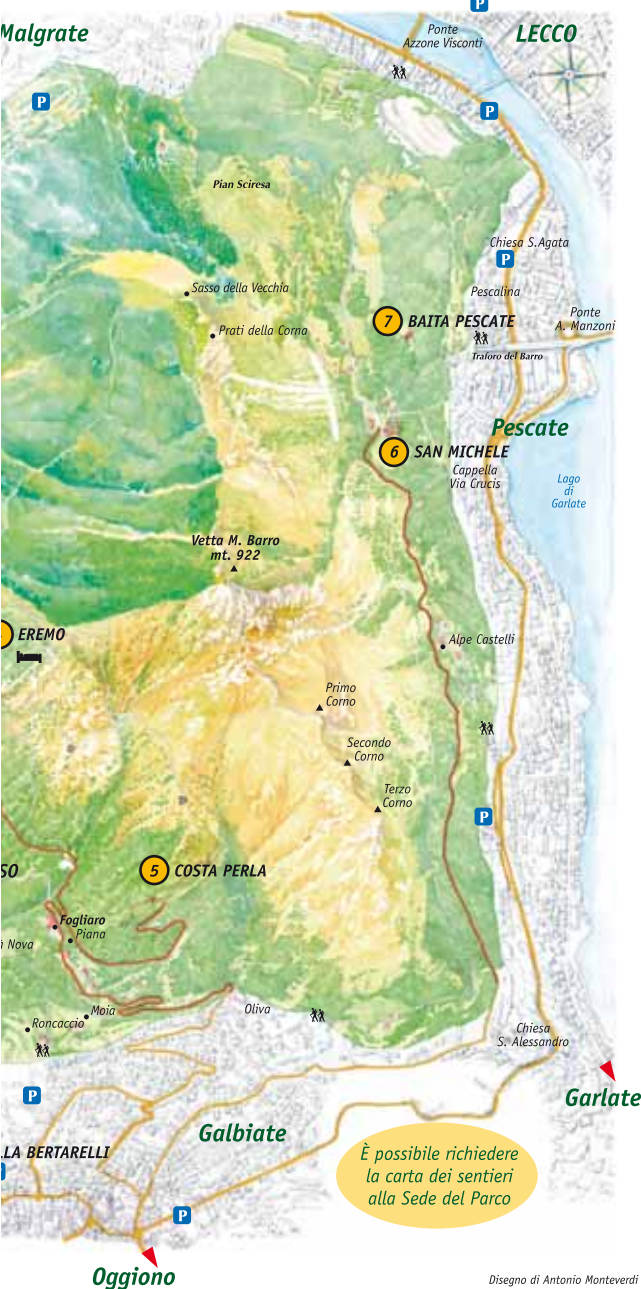 P
Malgrate
Ponte
Azzone Visconti
LECCO
P
P
Pian Sciresa
Chiesa S.Agata
P
Sasso della Vecchia
Pescalina
Prati della Corna
7 BAITA PESCATE
Ponte
A. Manzoni
Traforo del Barro
Pescate
6 SAN MICHELE
Cappella
Via Crucis
Lago
di
Garlate
Vetta M. Barro
mt. 922
EREMO
Alpe Castelli
Primo
Corno
Secondo
Corno
Terzo
Corno
P
SO
5 COSTA PERLA
Fogliaro
Piana
Nova
Moia
Oliva
Roncaccio
Chiesa
S. Alessandro
P
Garlate
Galbiate
LLA BERTARELLI
È possibile richiedere
la carta dei sentieri
alla Sede del Parco
P
Oggiono
Disegno di Antonio Monteverdi